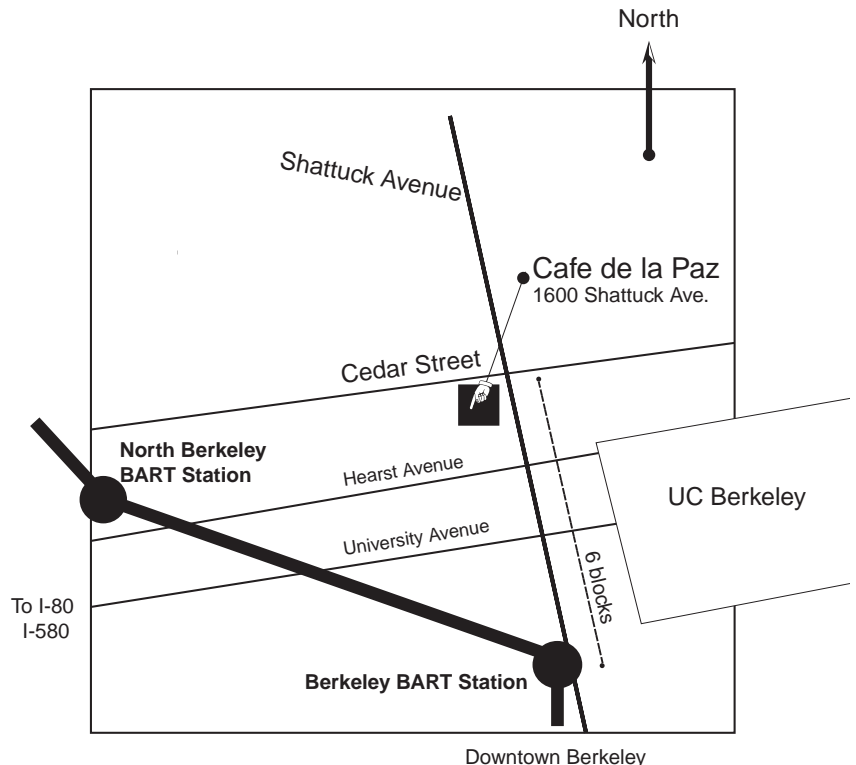 North
Shattuck Avenue
Cafe de la Paz
1600 Shattuck Ave.
Cedar Street
North Berkeley
BART Station
Hearst Avenue
UC Berkeley
University Avenue
6 blocks
To I-80
I-580
Berkeley BART Station
Downtown Berkeley